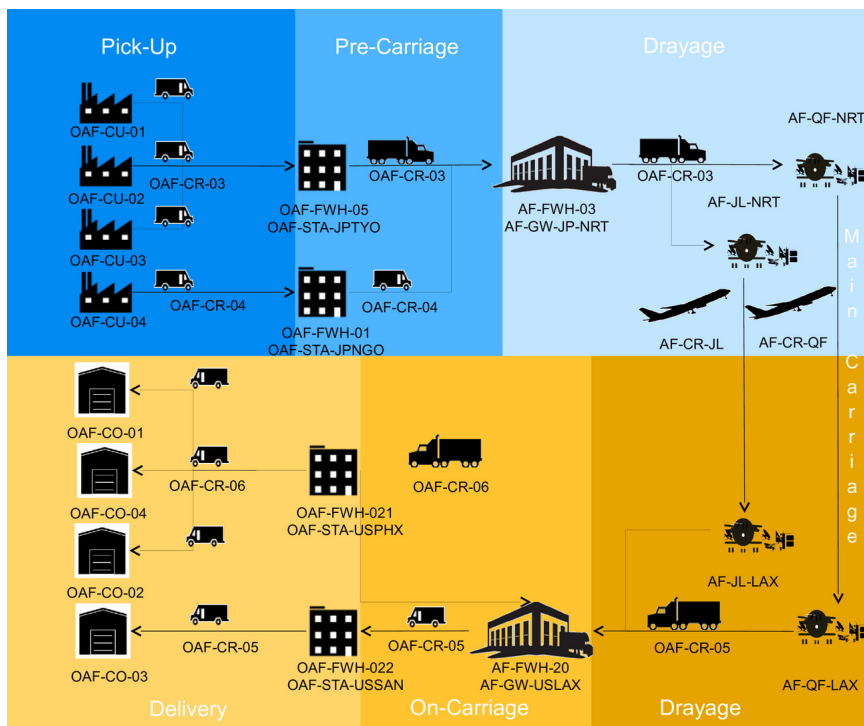 Pick-Up
Pre-Carriage
Drayage
OAF-CU-01
OAF-CR-03
OAF-CU-02
OAF-CU-03
OAF-CR-04
OAF-CU-04
OAF-CR-03
OAF-FWH-05
OAF-STA-JPTYO
OAF-CR-04
OAF-FWH-01
OAF-STA-JPNGO
AF-FWH-03
AF-GW-JP-NRT
OAF-CR-03
AF-QF-NRT
AF-JL-NRT
AF-CR-JL
AF-CR-QF
Main Carriage
OAF-CO-01
OAF-CR-06
OAF-CO-04
OAF-CO-02
OAF-CR-05
OAF-CO-03
OAF-FWH-021
OAF-STA-USPHX
OAF-CR-06
OAF-FWH-022
OAF-STA-USSAN
OAF-CR-05
AF-FWH-20
AF-GW-USLAX
AF-JL-LAX
OAF-CR-05
AF-QF-LAX
Delivery
On-Carriage
Drayage